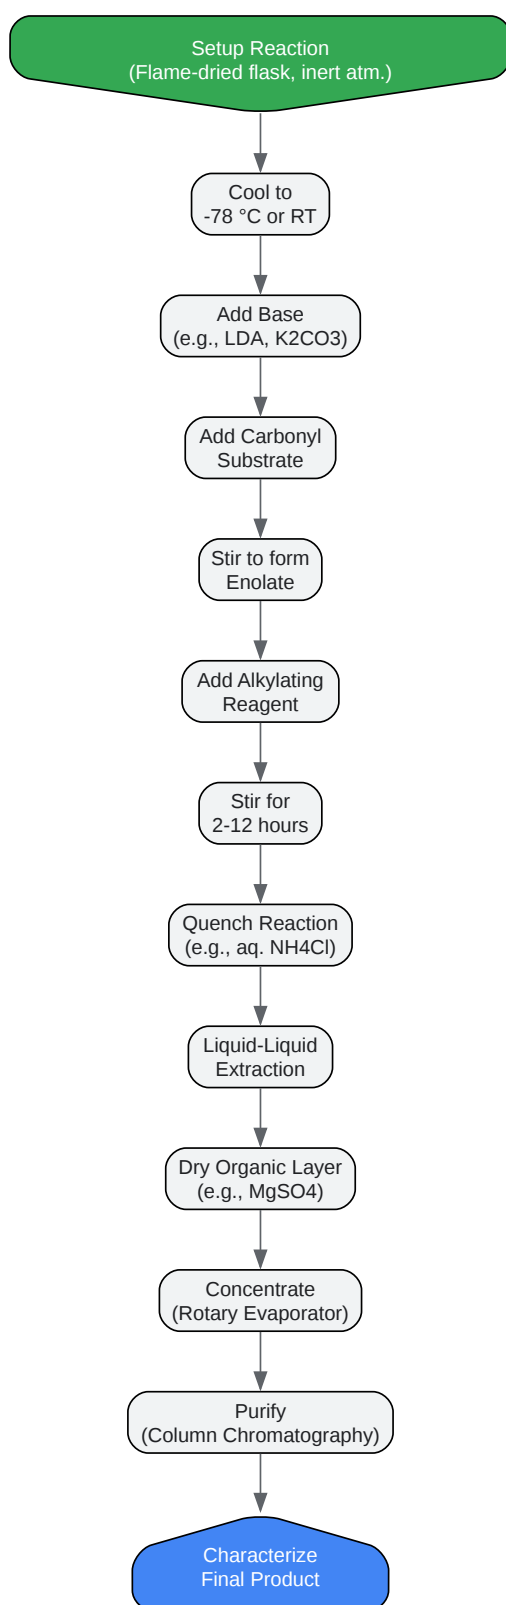 Setup Reaction
(Flame-dried flask, inert atm.)
Cool to
-78 °C or RT
Add Base
(e.g., LDA, K2CO3)
Add Carbonyl
Substrate
Stir to form
Enolate
Add Alkylating
Reagent
Stir for
2-12 hours
Quench Reaction
(e.g., aq. NH4Cl)
Liquid-Liquid
Extraction
Dry Organic Layer
(e.g., MgSO4)
Concentrate
(Rotary Evaporator)
Purify
(Column Chromatography)
Characterize
Final Product